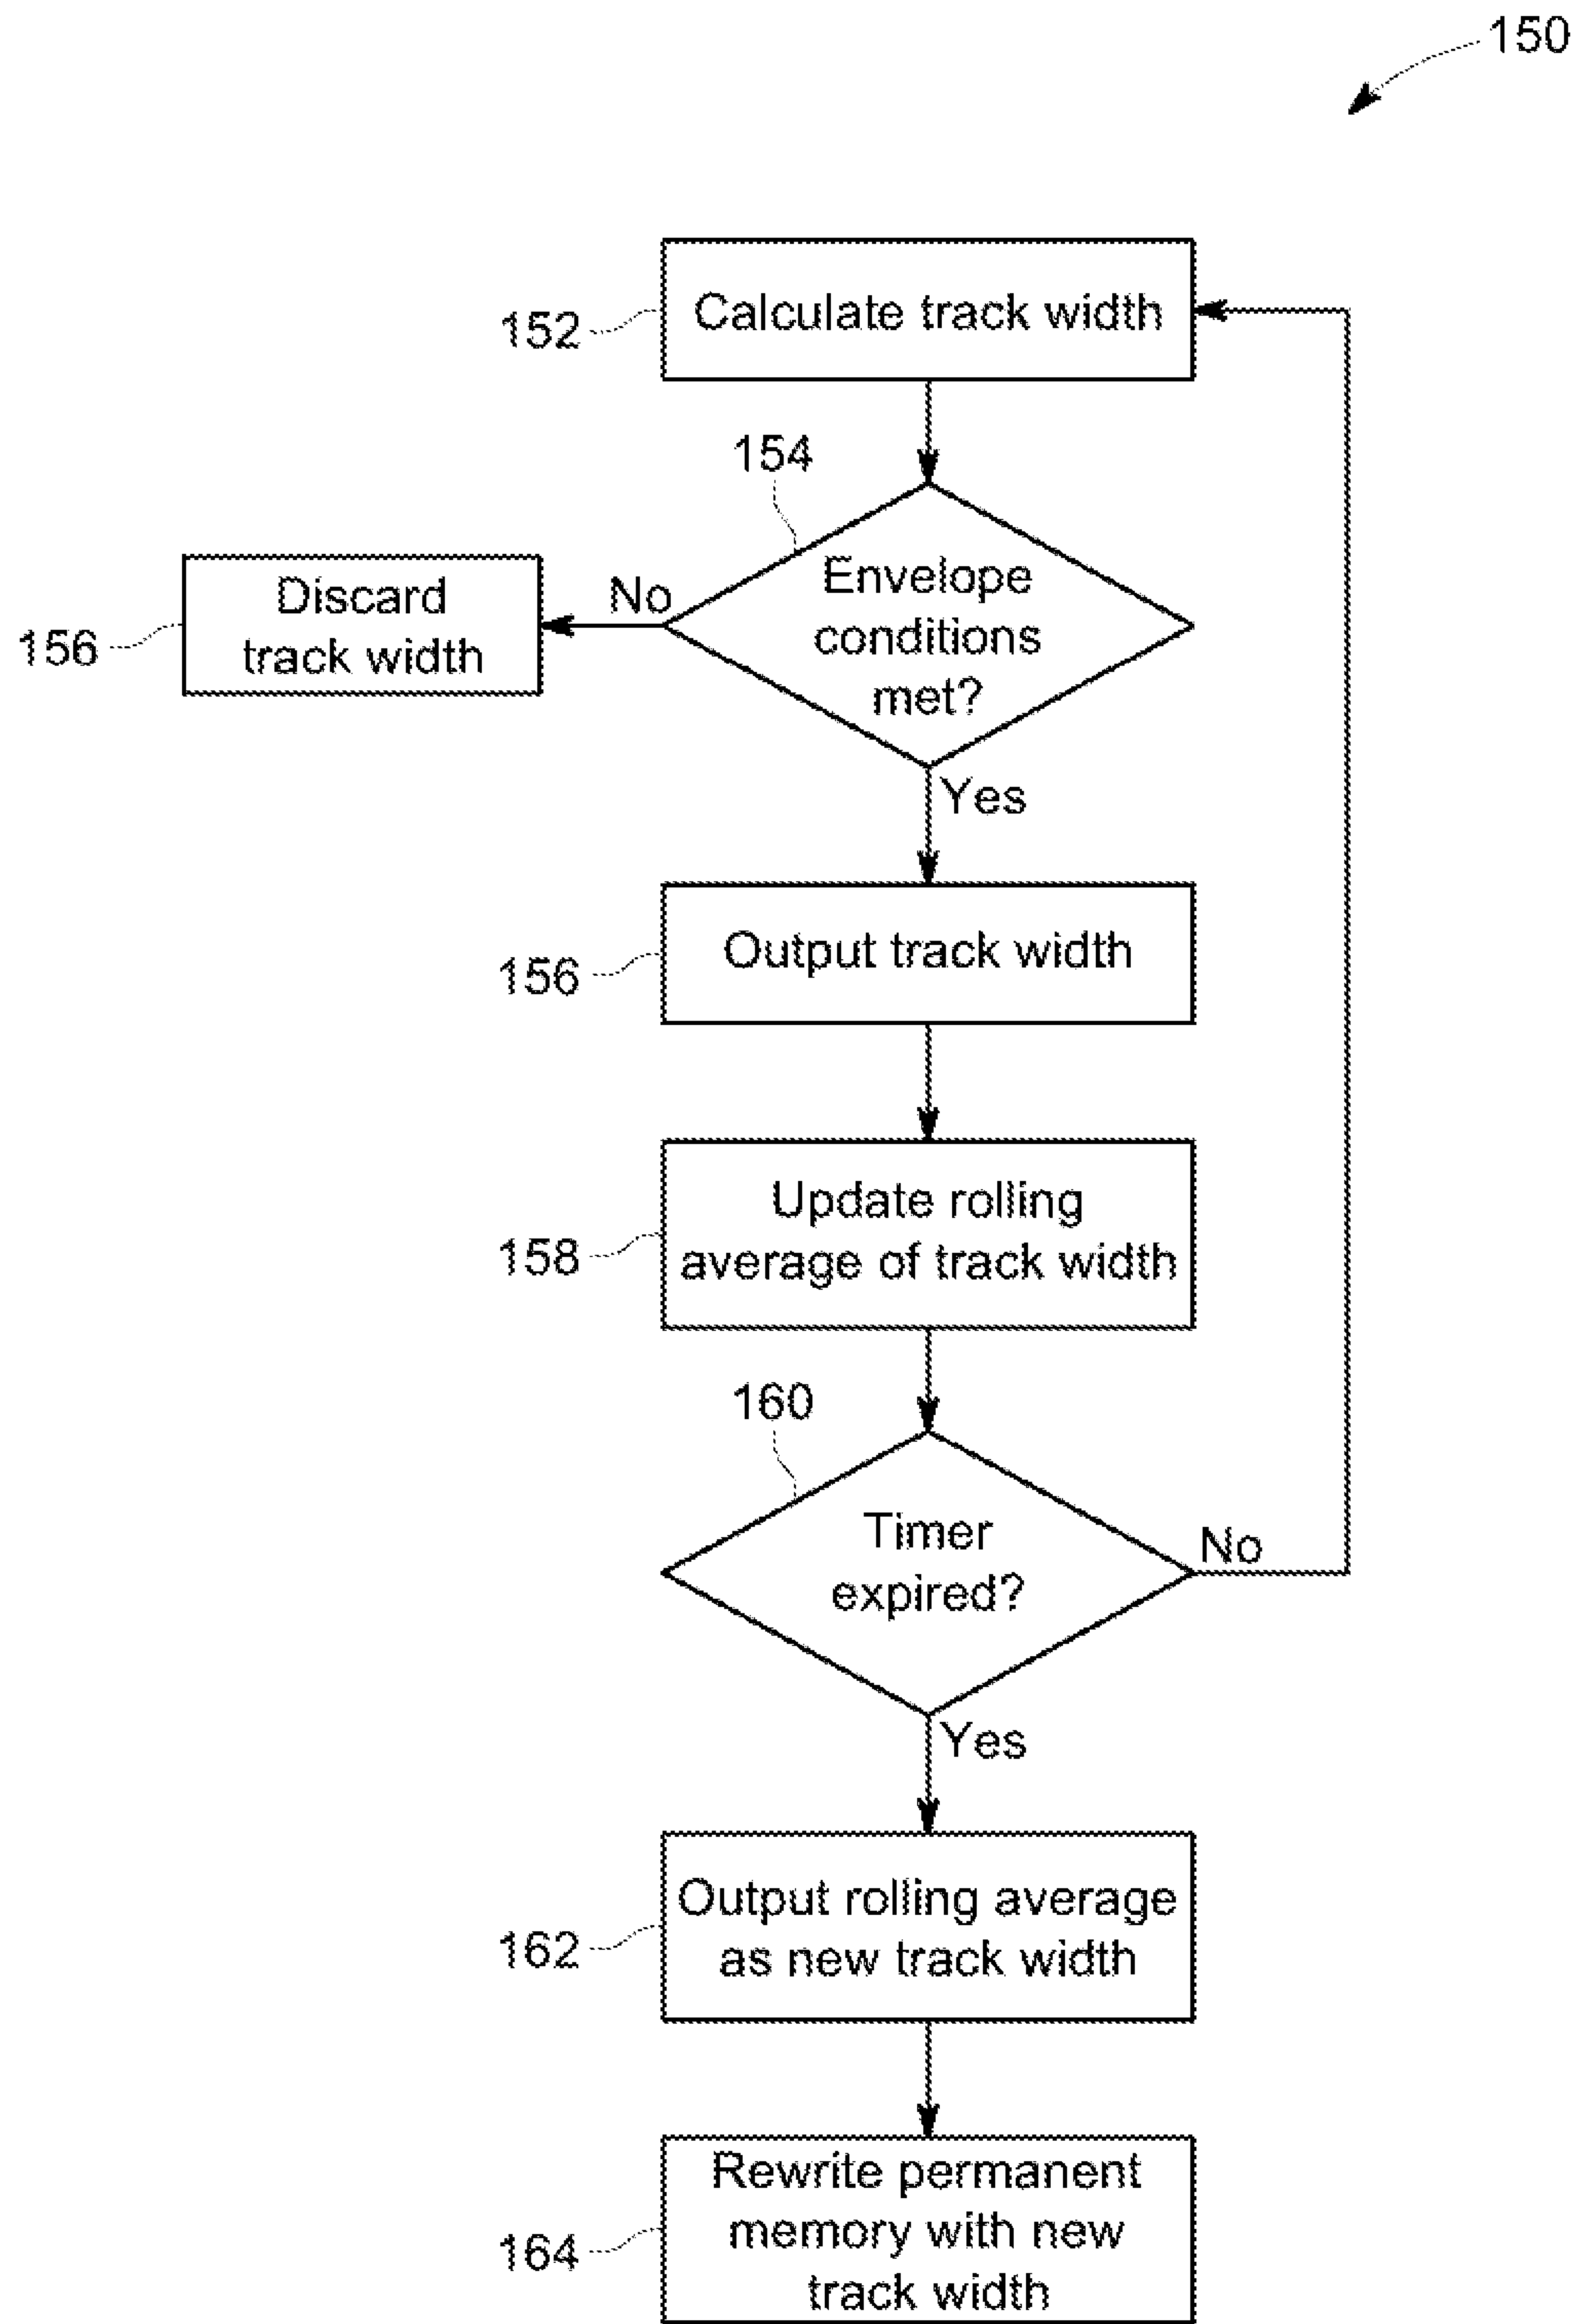 150
152
Calculate track width
154
Envelope
conditions
met?
No
Discard
track width
156
Yes
156
Output track width
158
Update rolling
average of track width
160
Timer
expired?
No
Yes
162
Output rolling average
as new track width
164
Rewrite permanent
memory with new
track width